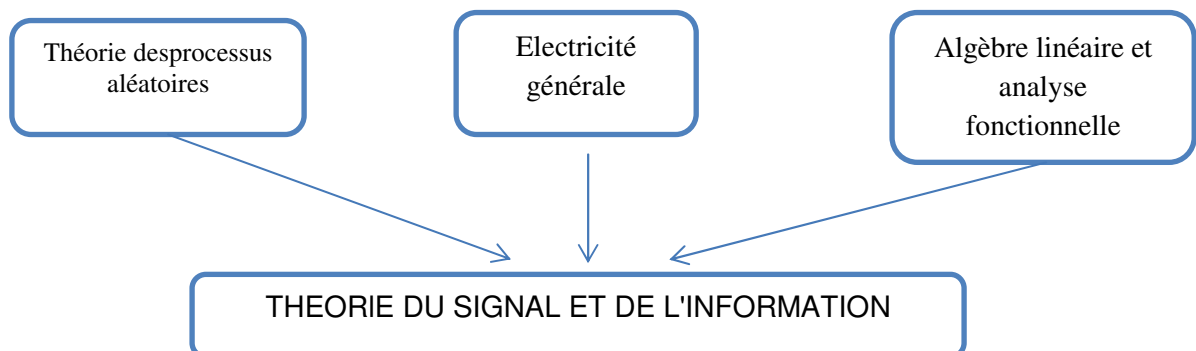 Théorie desprocessus
aléatoires
Electricité
générale
Algèbre linéaire et
analyse
fonctionnelle
THEORIE DU SIGNAL ET DE L'INFORMATION